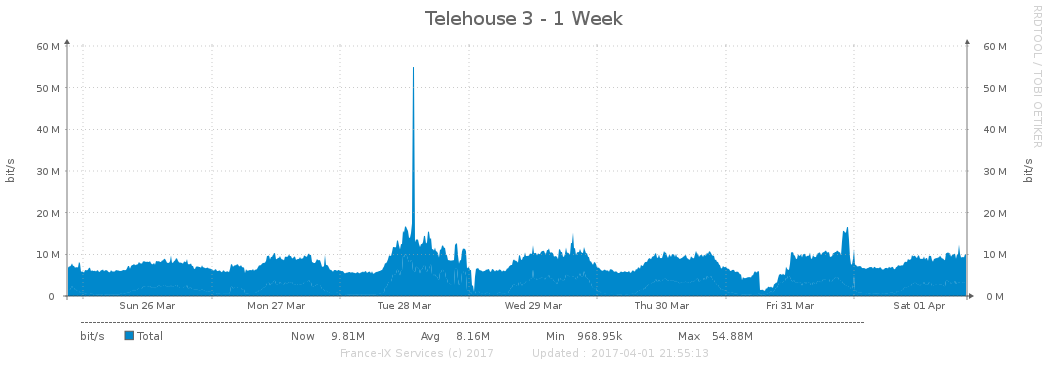 Telehouse 3 - 1 Week
RRDTOOL / TOBI OETIKER
bit/s
bit/s
60 M 60 M
50 M 50 M
40 M 40 M
30 M 30 M
20 M 20 M
10 M 10 M
0 0 M
Sun 26 Mar Mon 27 Mar Tue 28 Mar Wed 29 Mar Thu 30 Mar Fri 31 Mar Sat 01 Apr
bit/s Total Now 9.81M Avg 8.16M Min 968.95k Max 54.88M
France-IX Services (c) 2017 Updated : 2017-04-01 21:55:13